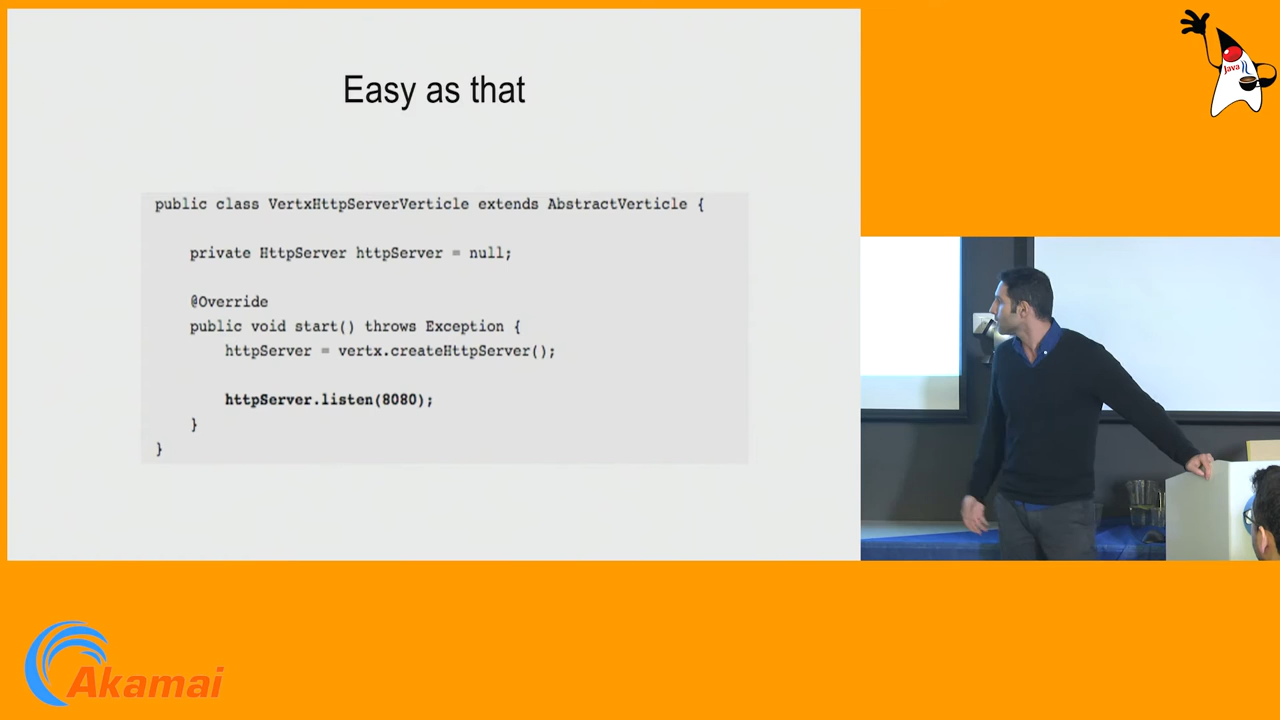 Easy as that
public class VertxHttpServerVerticle extends AbstractVerticle {
private HttpServer httpServer = null;
@Override
public void start() throws Exception {
httpServer = vertx.createHttpServer();
httpServer.listen(8080);
}
}
Java
Akamai